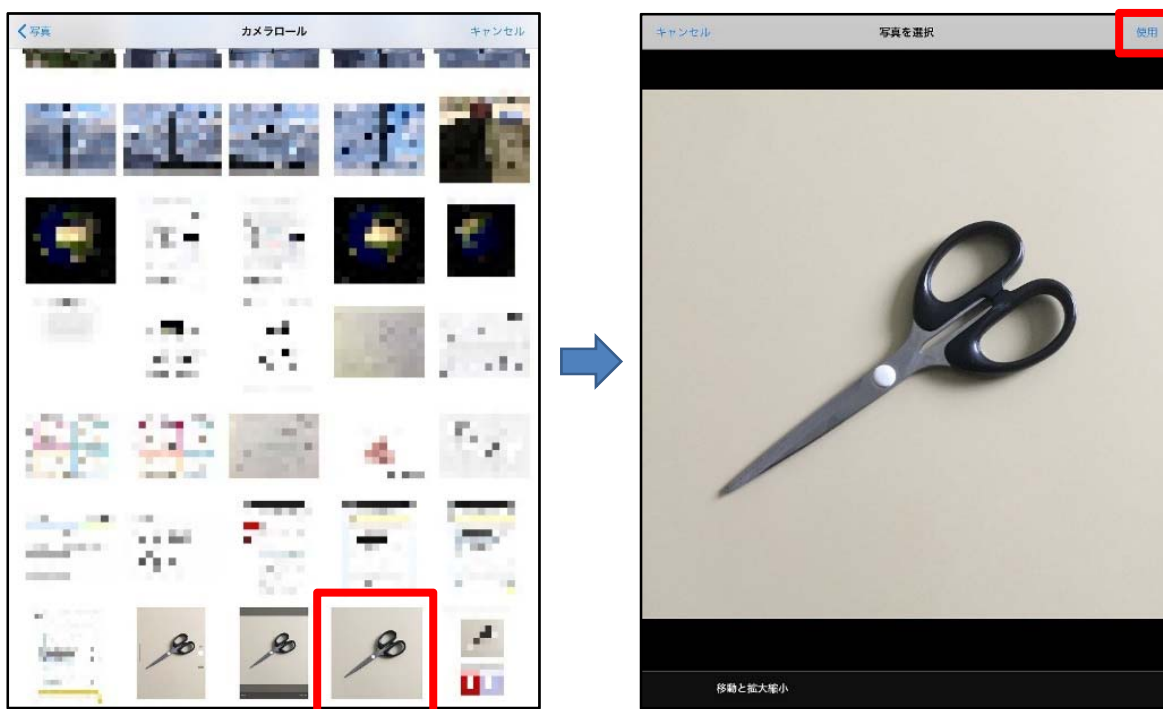 写真
カメラロール
キャンセル
キャンセル
写真を選択
使用
移動と拡大縮小